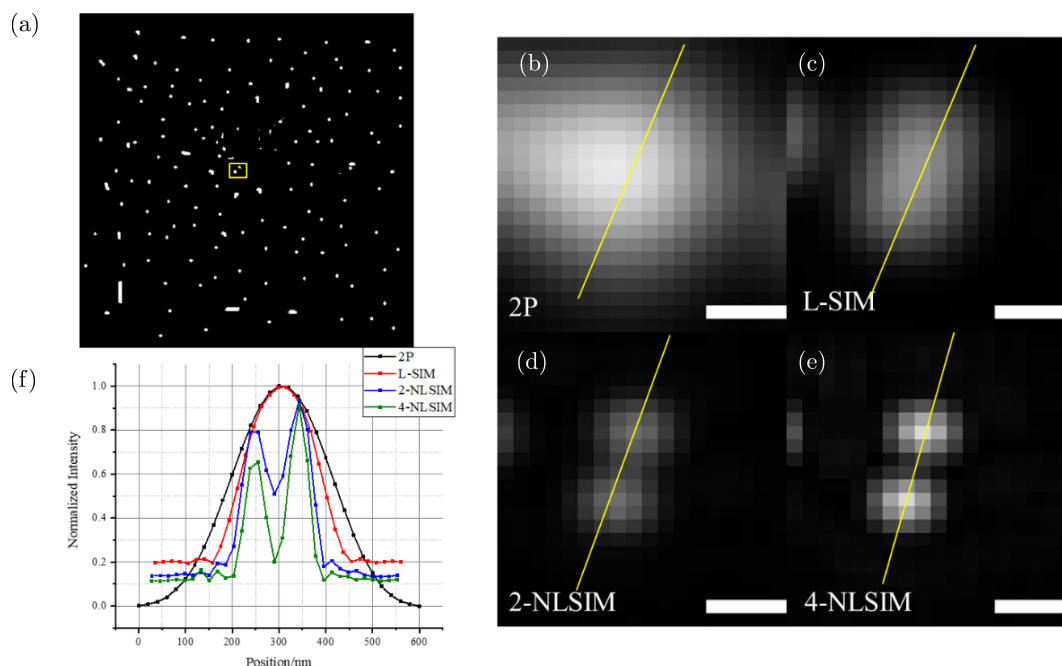 (a)
(b)
(c)
2P
L-SIM
(d)
(e)
2-NLSIM
4-NLSIM
(f)
2P
L-SIM
2-NLSIM
4-NLSIM
Normalized Intensity
1.0
0.8
0.6
0.4
0.2
0.0
0 100 200 300 400 500 600
Position/nm